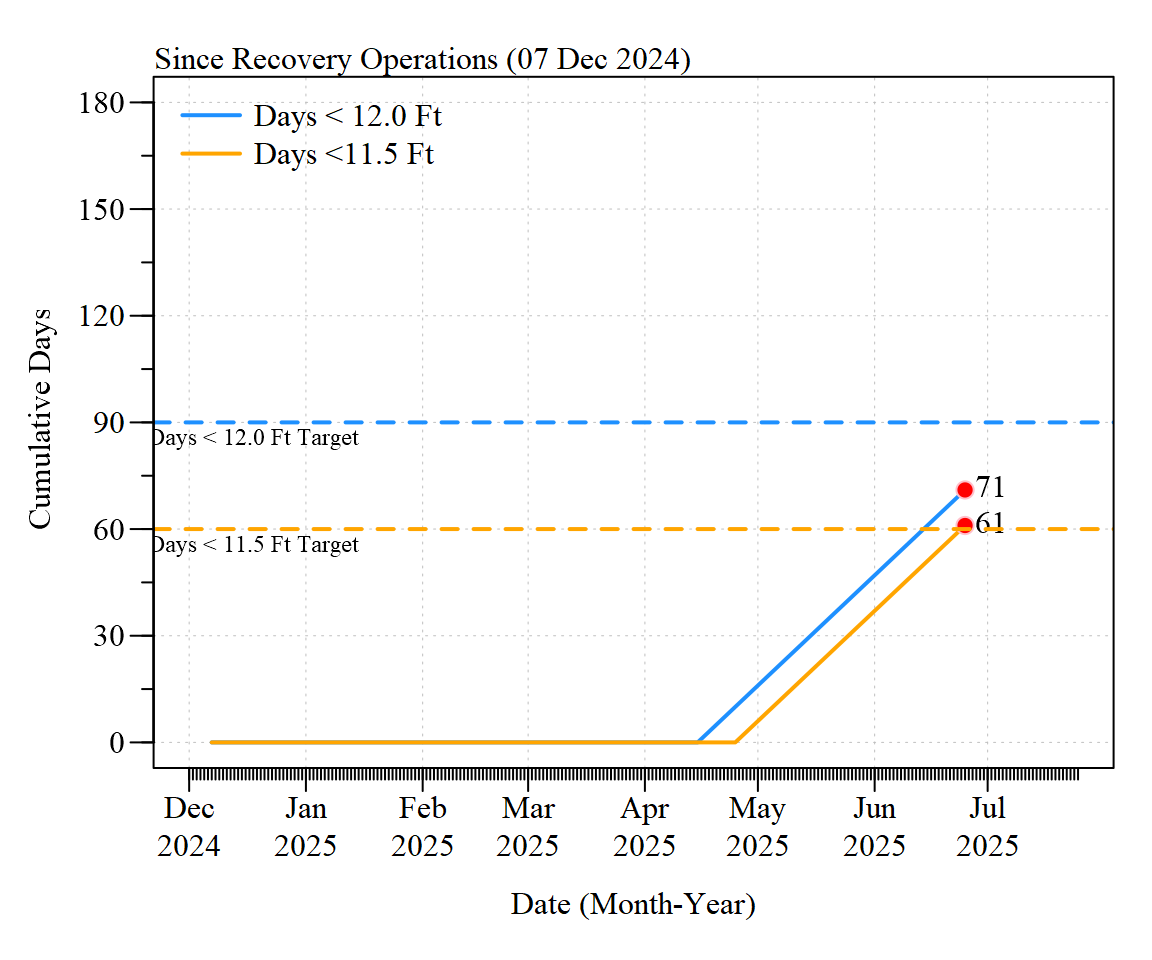 Since Recovery Operations (07 Dec 2024)
Days < 12.0 Ft
Days <11.5 Ft
180
150
120
90
60
30
0
Cumulative Days
Days < 12.0 Ft Target
Days < 11.5 Ft Target
71
61
Dec Jan Feb Mar Apr May Jun Jul
2024 2025 2025 2025 2025 2025 2025 2025
Date (Month-Year)